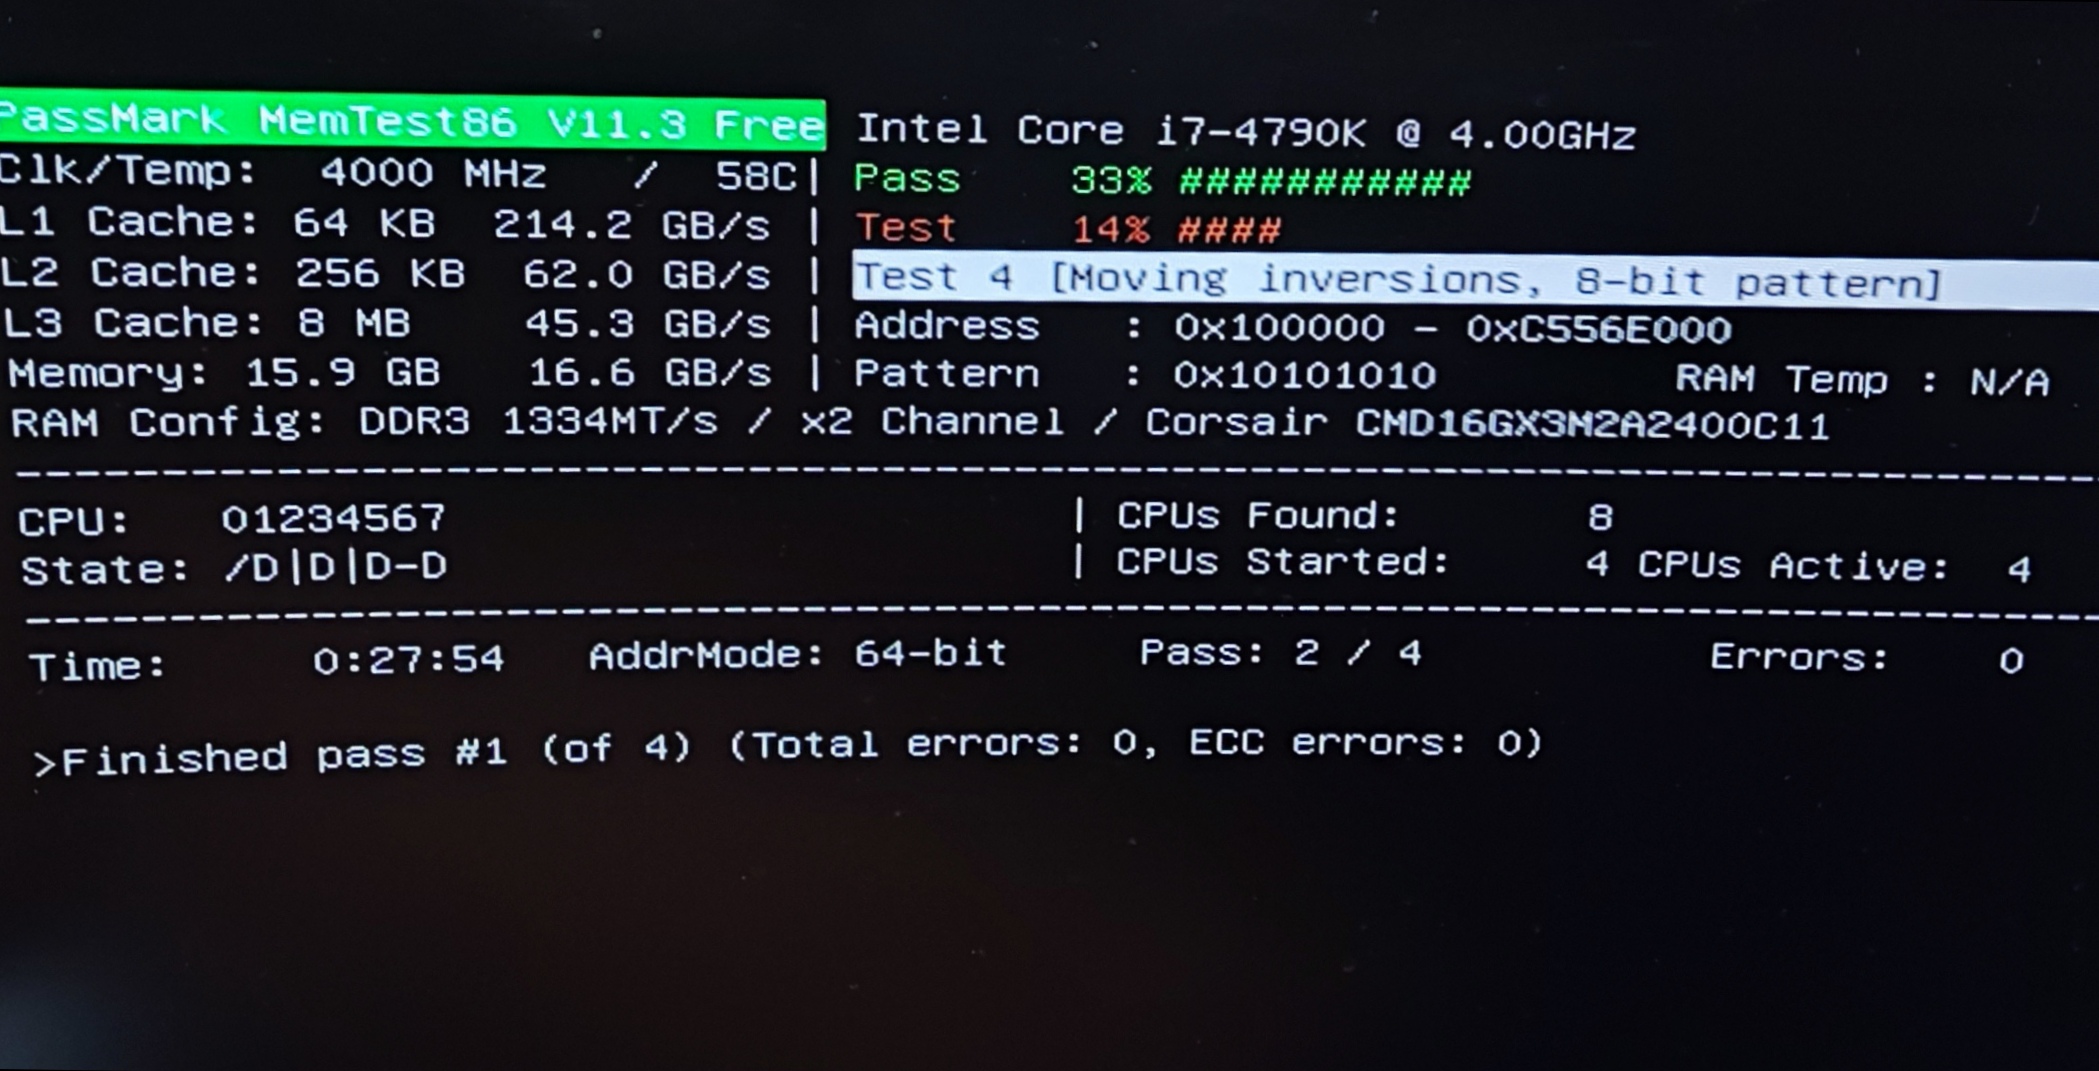 PassMark MemTest86 V11.3 Free Intel Core i7-4790K @ 4.00GHz
Clk/Temp: 4000 MHz / 58C| Pass 33% ###########
L1 Cache: 64 KB 214.2 GB/s | Test 14% ####
L2 Cache: 256 KB 62.0 GB/s | Test 4 [Moving inversions, 8-bit pattern]
L3 Cache: 8 MB 45.3 GB/s | Address : 0x100000 - 0xC556E000
Memory: 15.9 GB 16.6 GB/s | Pattern : 0x10101010 RAM Temp : N/A
RAM Config: DDR3 1334MT/s / x2 Channel / Corsair CMD16GX3M2A2400C11
CPU: 01234567 | CPUs Found: 8
State: /D|D|D-D | CPUs Started: 4 CPUs Active: 4
Time: 0:27:54 AddrMode: 64-bit Pass: 2 / 4 Errors: 0
>Finished pass #1 (of 4) (Total errors: 0, ECC errors: 0)